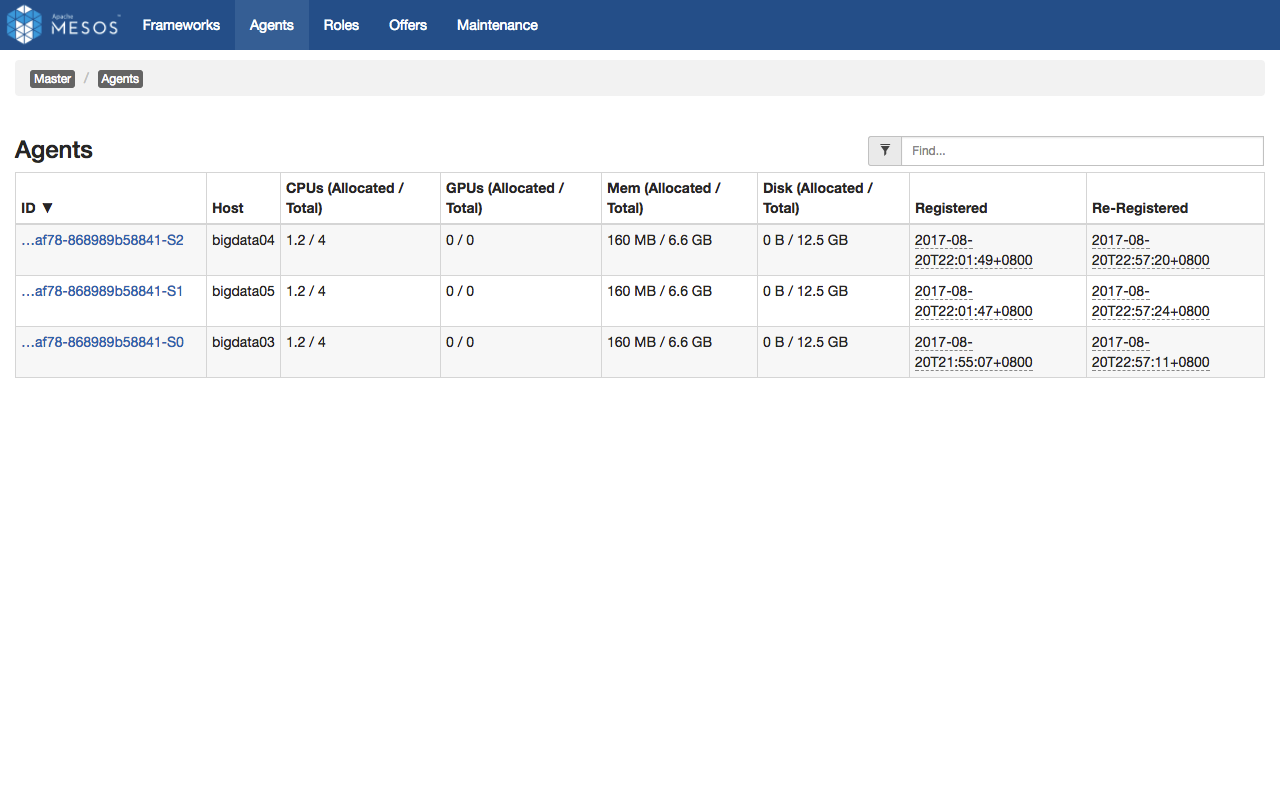 Apache
MESOS™ Frameworks Agents Roles Offers Maintenance
Master / Agents
Agents
Find...
ID ▼ Host CPUs (Allocated / Total) GPUs (Allocated / Total) Mem (Allocated / Total) Disk (Allocated / Total) Registered Re-Registered
…af78-868989b58841-S2 bigdata04 1.2 / 4 0 / 0 160 MB / 6.6 GB 0 B / 12.5 GB 2017-08-20T22:01:49+0800 2017-08-20T22:57:20+0800
…af78-868989b58841-S1 bigdata05 1.2 / 4 0 / 0 160 MB / 6.6 GB 0 B / 12.5 GB 2017-08-20T22:01:47+0800 2017-08-20T22:57:24+0800
…af78-868989b58841-S0 bigdata03 1.2 / 4 0 / 0 160 MB / 6.6 GB 0 B / 12.5 GB 2017-08-20T21:55:07+0800 2017-08-20T22:57:11+0800